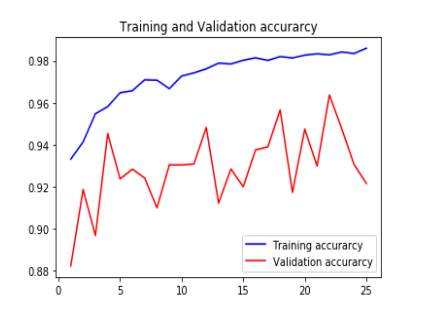 Training and Validation accurarcy
0.98
0.96
0.94
0.92
0.90
0.88
0 5 10 15 20 25
Training accurarcy
Validation accurarcy